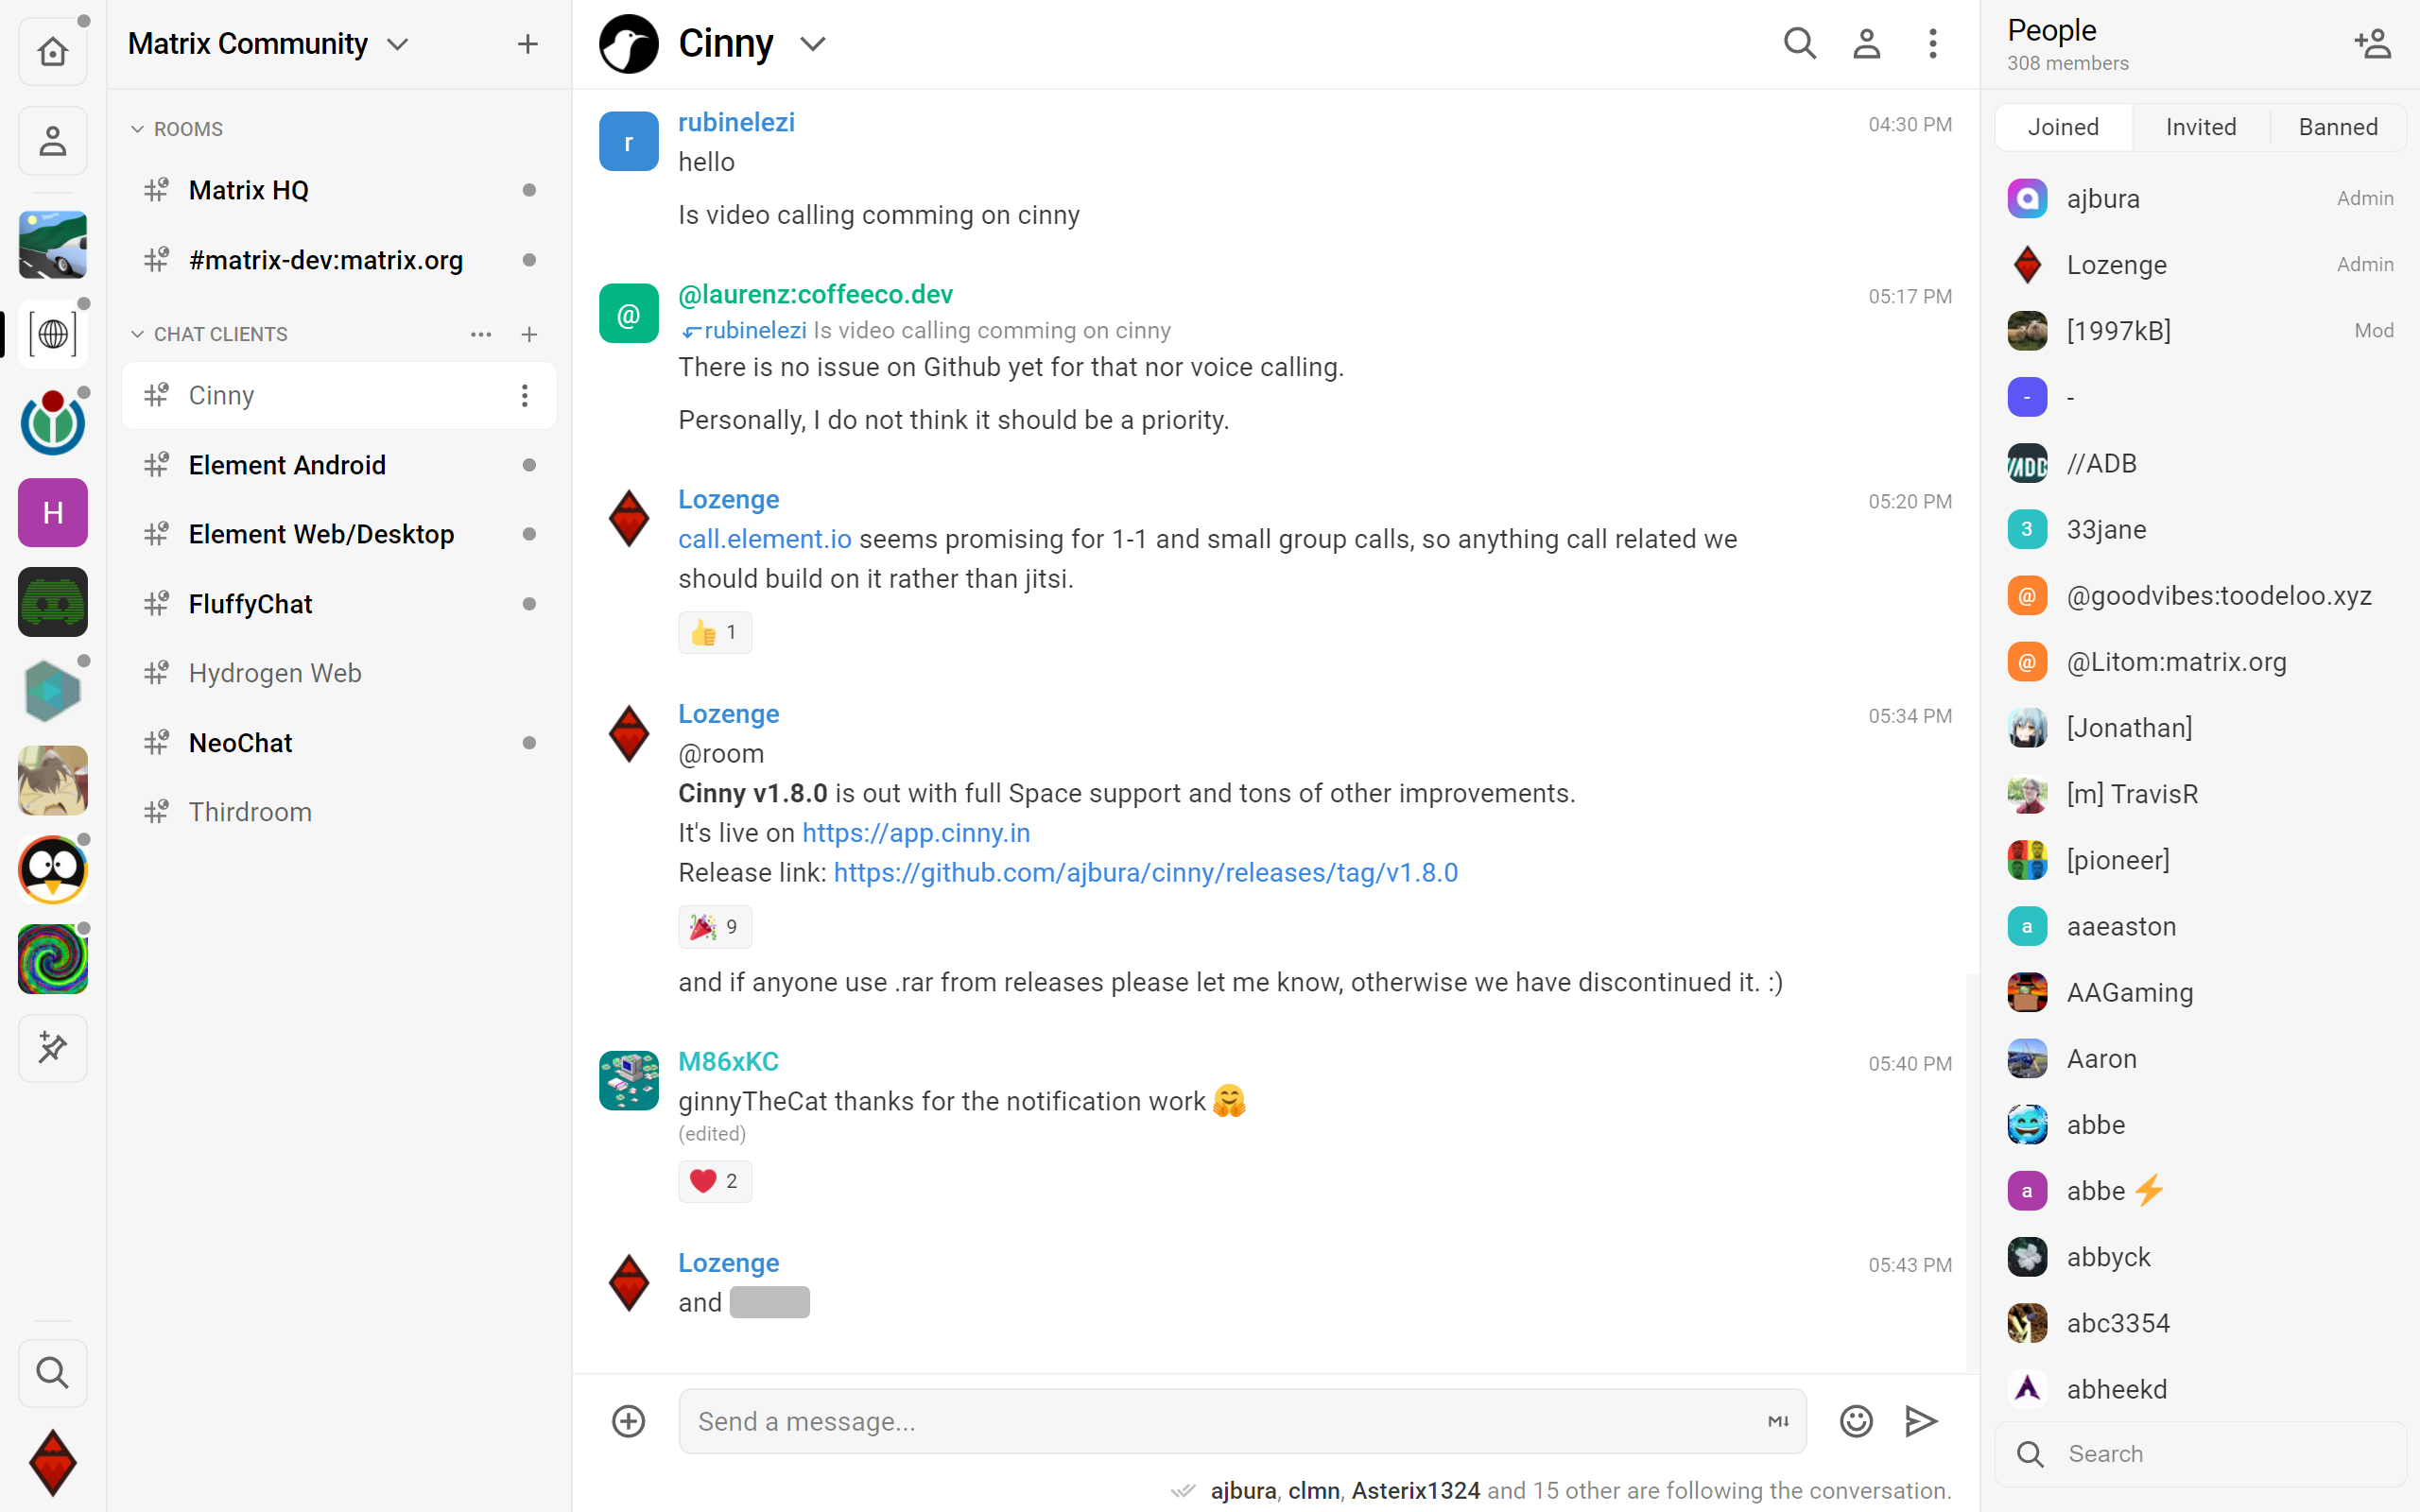 Matrix Community
ROOMS
Matrix HQ
#matrix-dev:matrix.org
CHAT CLIENTS
Cinny
Element Android
Element Web/Desktop
FluffyChat
Hydrogen Web
NeoChat
Thirdroom
H
Cinny
r
rubinelezi
04:30 PM
hello
Is video calling comming on cinny
@
@laurenz:coffeeco.dev
05:17 PM
rubinelezi Is video calling comming on cinny
There is no issue on Github yet for that nor voice calling.
Personally, I do not think it should be a priority.
Lozenge
05:20 PM
call.element.io seems promising for 1-1 and small group calls, so anything call related we
should build on it rather than jitsi.
👍 1
Lozenge
05:34 PM
@room
Cinny v1.8.0 is out with full Space support and tons of other improvements.
It's live on https://app.cinny.in
Release link: https://github.com/ajbura/cinny/releases/tag/v1.8.0
🎉 9
and if anyone use .rar from releases please let me know, otherwise we have discontinued it. :)
M86xKC
05:40 PM
ginnyTheCat thanks for the notification work 🤗
(edited)
❤️ 2
Lozenge
05:43 PM
and
Send a message...
M↓
ajbura, clmn, Asterix1324 and 15 other are following the conversation.
People
308 members
Joined
Invited
Banned
ajbura
Admin
Lozenge
Admin
[1997kB]
Mod
-
-
//ADB
//ADB
3
33jane
@
@goodvibes:toodeloo.xyz
@
@Litom:matrix.org
[Jonathan]
[m] TravisR
[pioneer]
a
aaeaston
AAGaming
Aaron
abbe
a
abbe ⚡
abbyck
abc3354
abheekd
Search